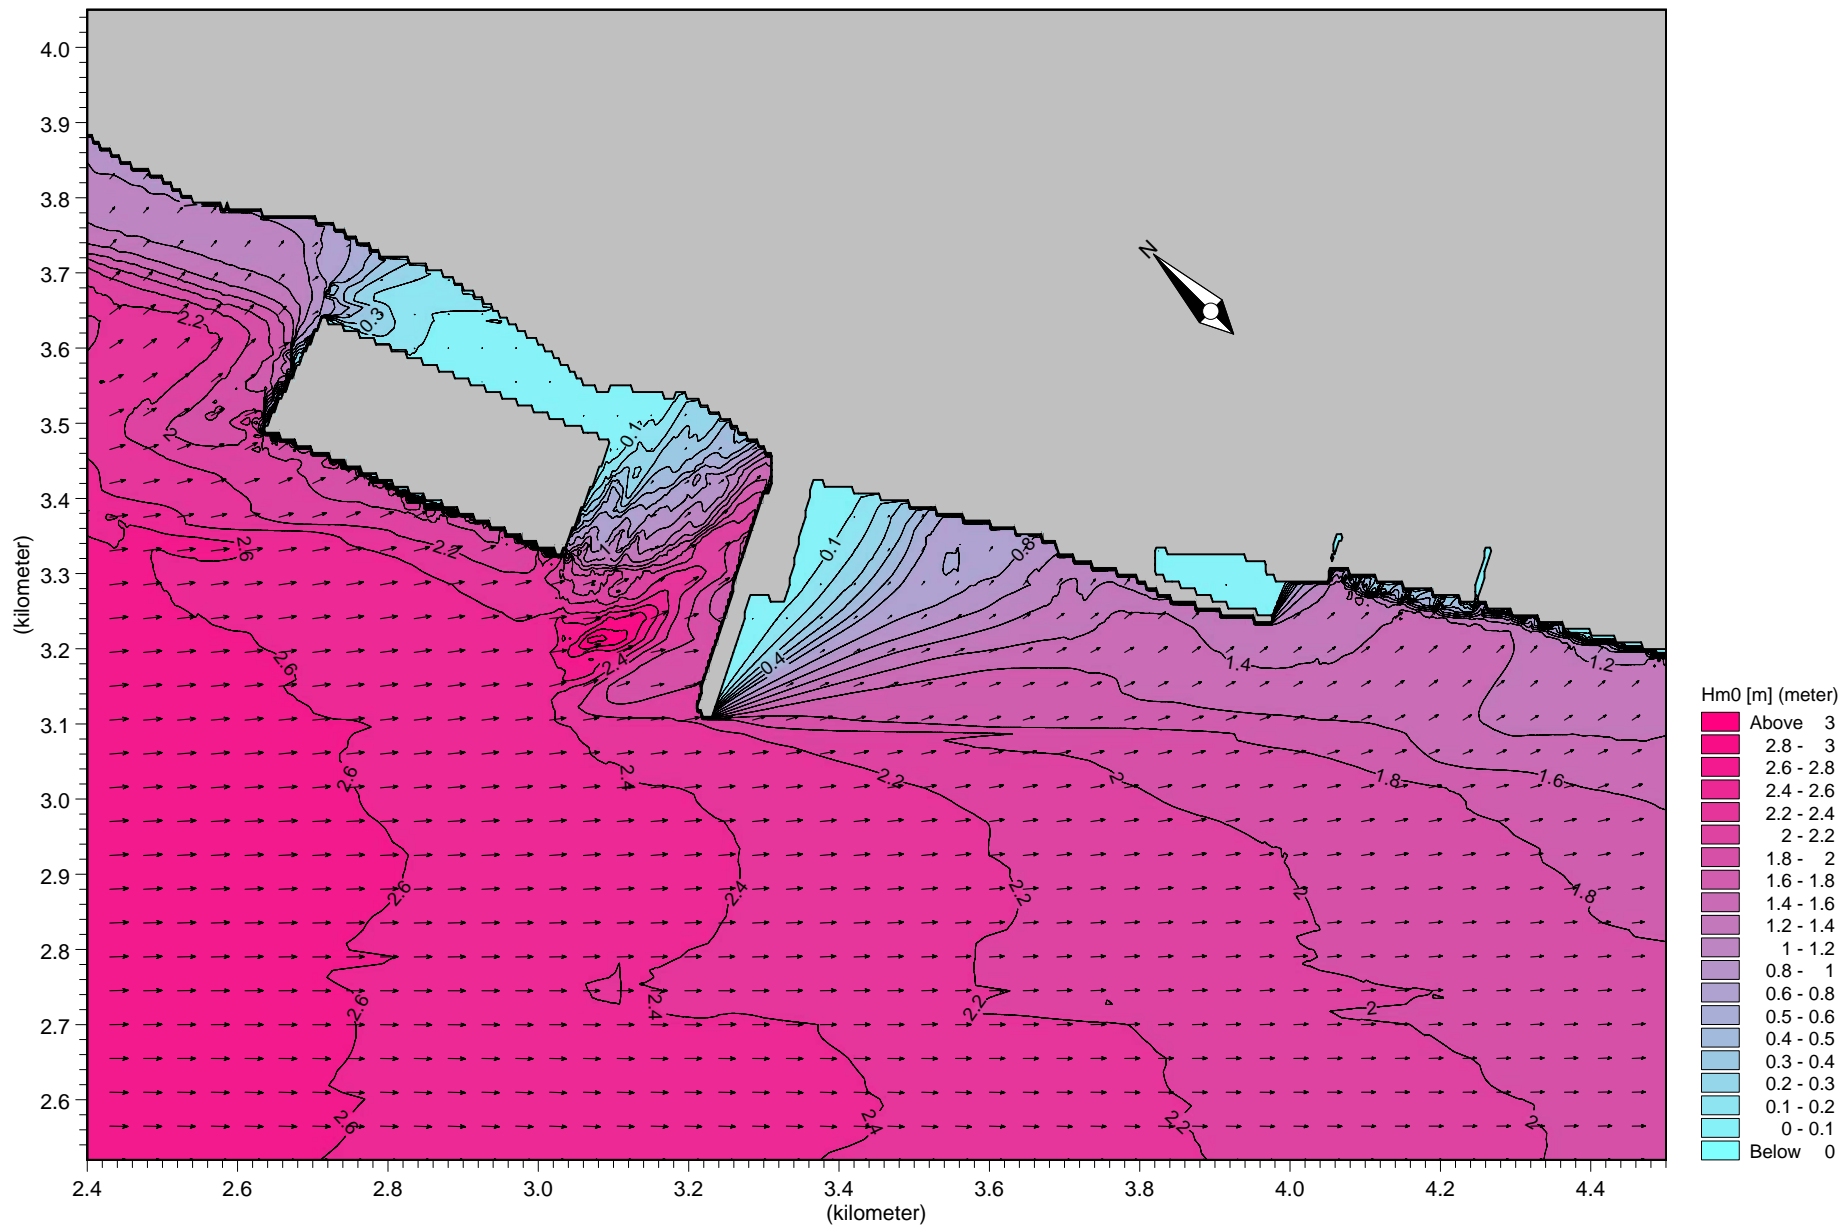 4.0
3.9
3.8
3.7
3.6
3.5
3.4
3.3
3.2
3.1
3.0
2.9
2.8
2.7
2.6
(kilometer)
2.4 2.6 2.8 3.0 3.2 3.4 3.6 3.8 4.0 4.2 4.4
(kilometer)
N
2.2
0.3
2
0.1
2.6
2.2
0.1
0.8
2.6
2.4
0.4
1.4
1.2
2.6
2.4
2.2
2
1.8
1.6
2.6
2.4
2.2
2
1.8
2.6
2.4
2.2
2
2.6
2.4
2.2
2
Hm0 [m] (meter)
Above 3
2.8 - 3
2.6 - 2.8
2.4 - 2.6
2.2 - 2.4
2 - 2.2
1.8 - 2
1.6 - 1.8
1.4 - 1.6
1.2 - 1.4
1 - 1.2
0.8 - 1
0.6 - 0.8
0.5 - 0.6
0.4 - 0.5
0.3 - 0.4
0.2 - 0.3
0.1 - 0.2
0 - 0.1
Below 0